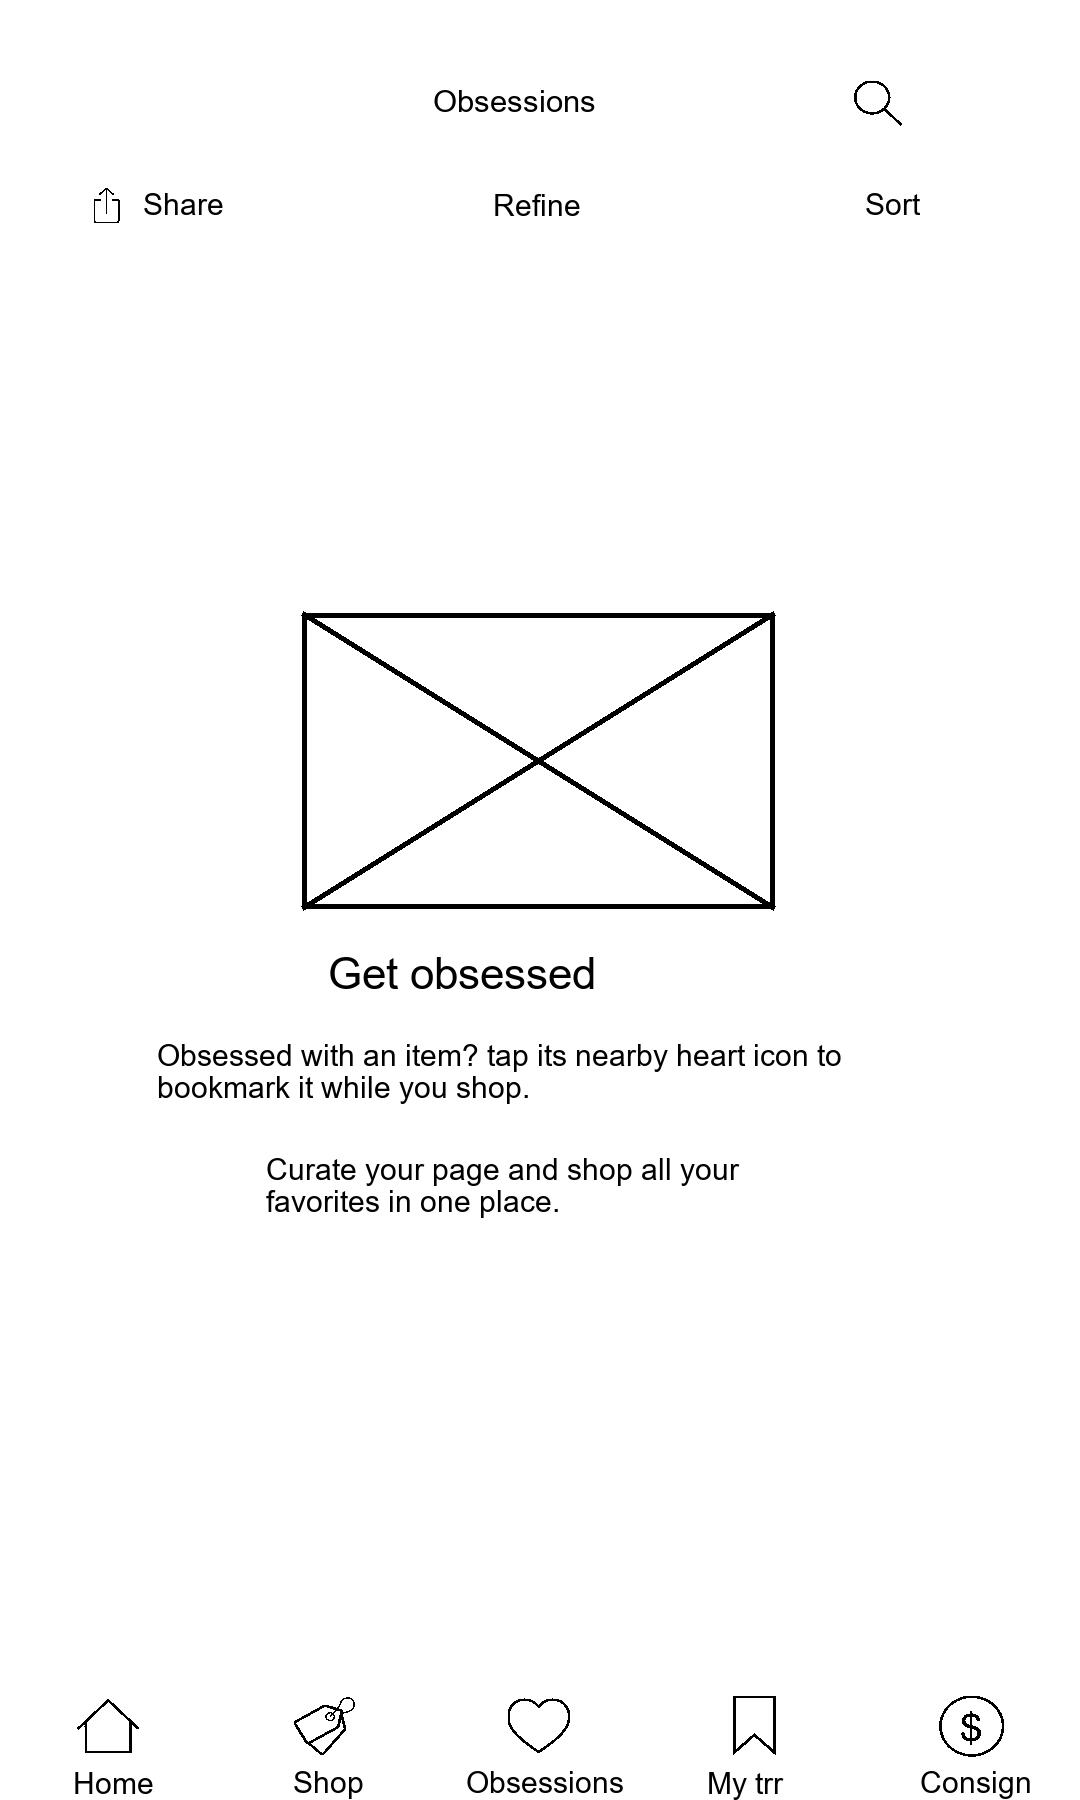 Obsessions
Share
Refine
Sort
Get obsessed
Obsessed with an item? tap its nearby heart icon to
bookmark it while you shop.
Curate your page and shop all your
favorites in one place.
$
Home
Shop
Obsessions
My trr
Consign